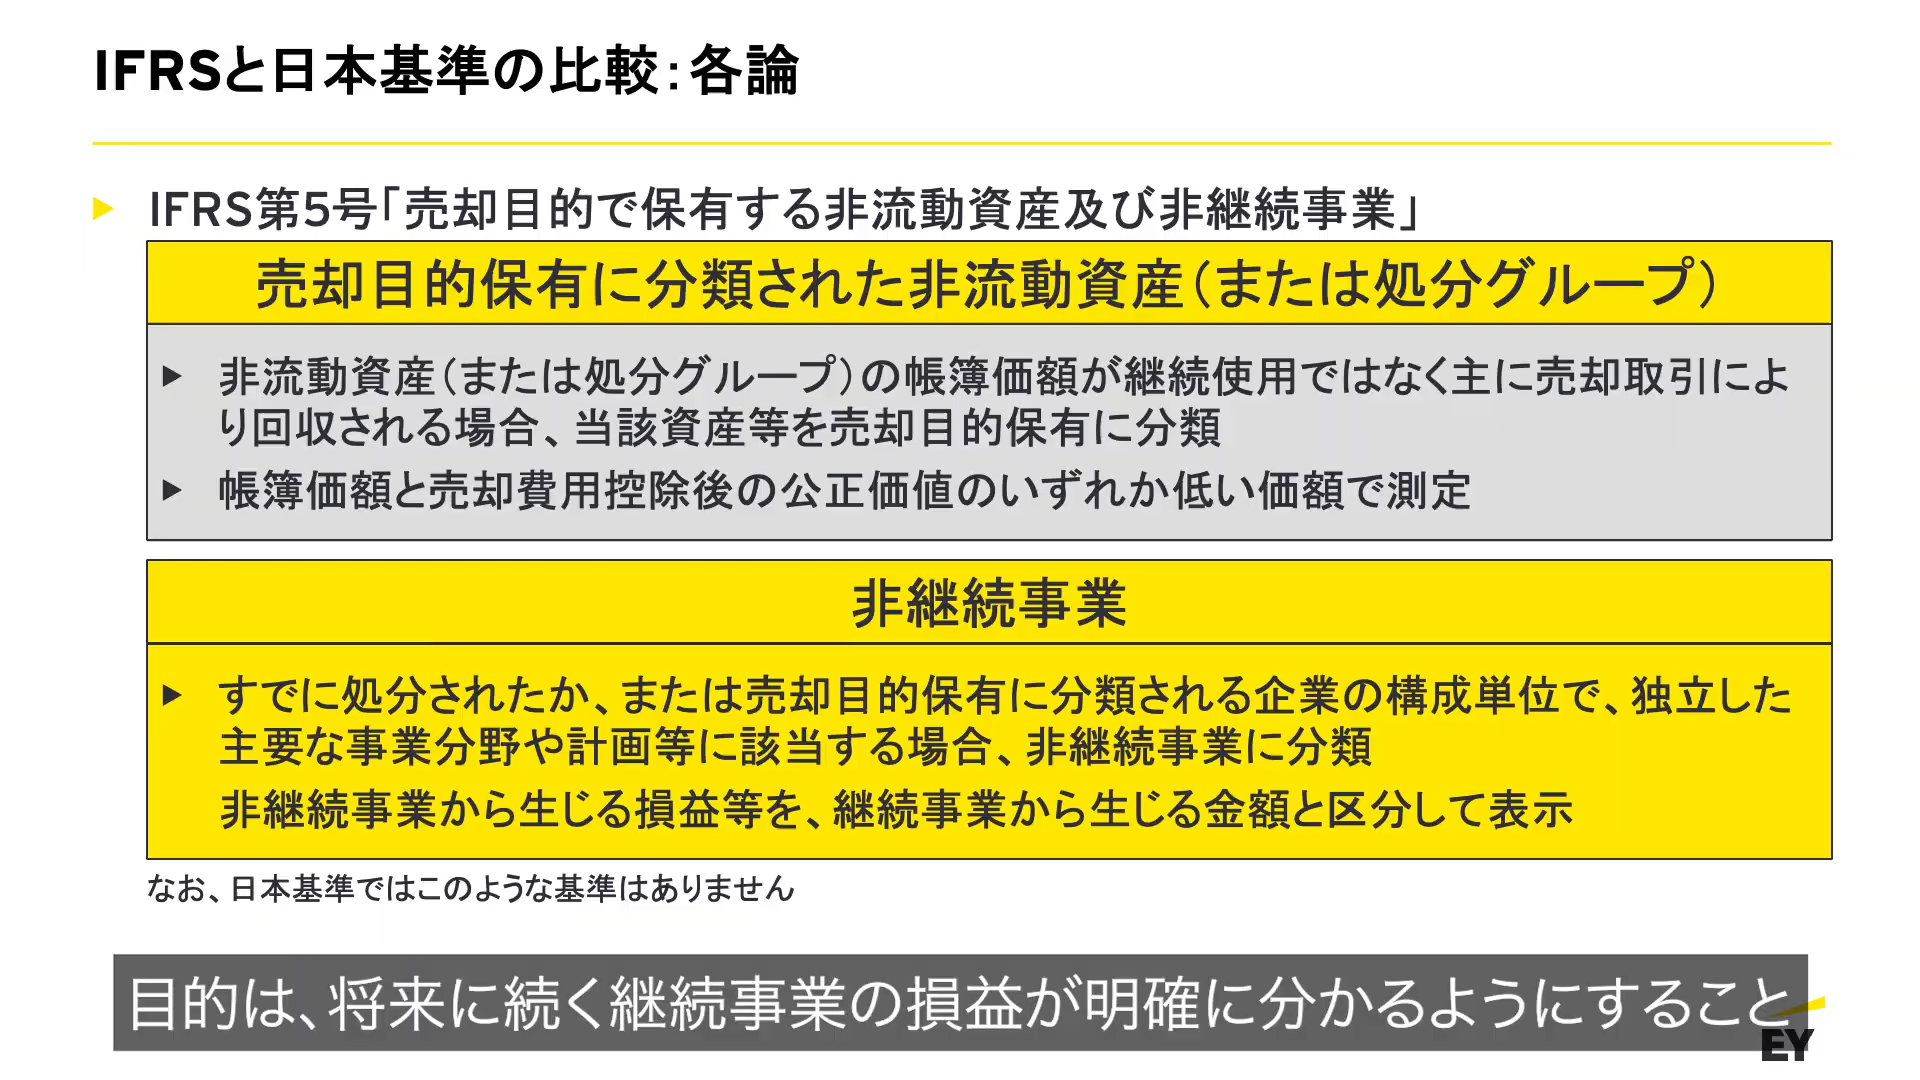 IFRSと日本基準の比較：各論
IFRS第5号「売却目的で保有する非流動資産及び非継続事業」
売却目的保有に分類された非流動資産（または処分グループ）
非流動資産（または処分グループ）の帳簿価額が継続使用ではなく主に売却取引によ
り回収される場合、当該資産等を売却目的保有に分類
帳簿価額と売却費用控除後の公正価値のいずれか低い価額で測定
非継続事業
すでに処分されたか、または売却目的保有に分類される企業の構成単位で、独立した
主要な事業分野や計画等に該当する場合、非継続事業に分類
非継続事業から生じる損益等を、継続事業から生じる金額と区分して表示
なお、日本基準ではこのような基準はありません
目的は、将来に続く継続事業の損益が明確に分かるようにすること
EY